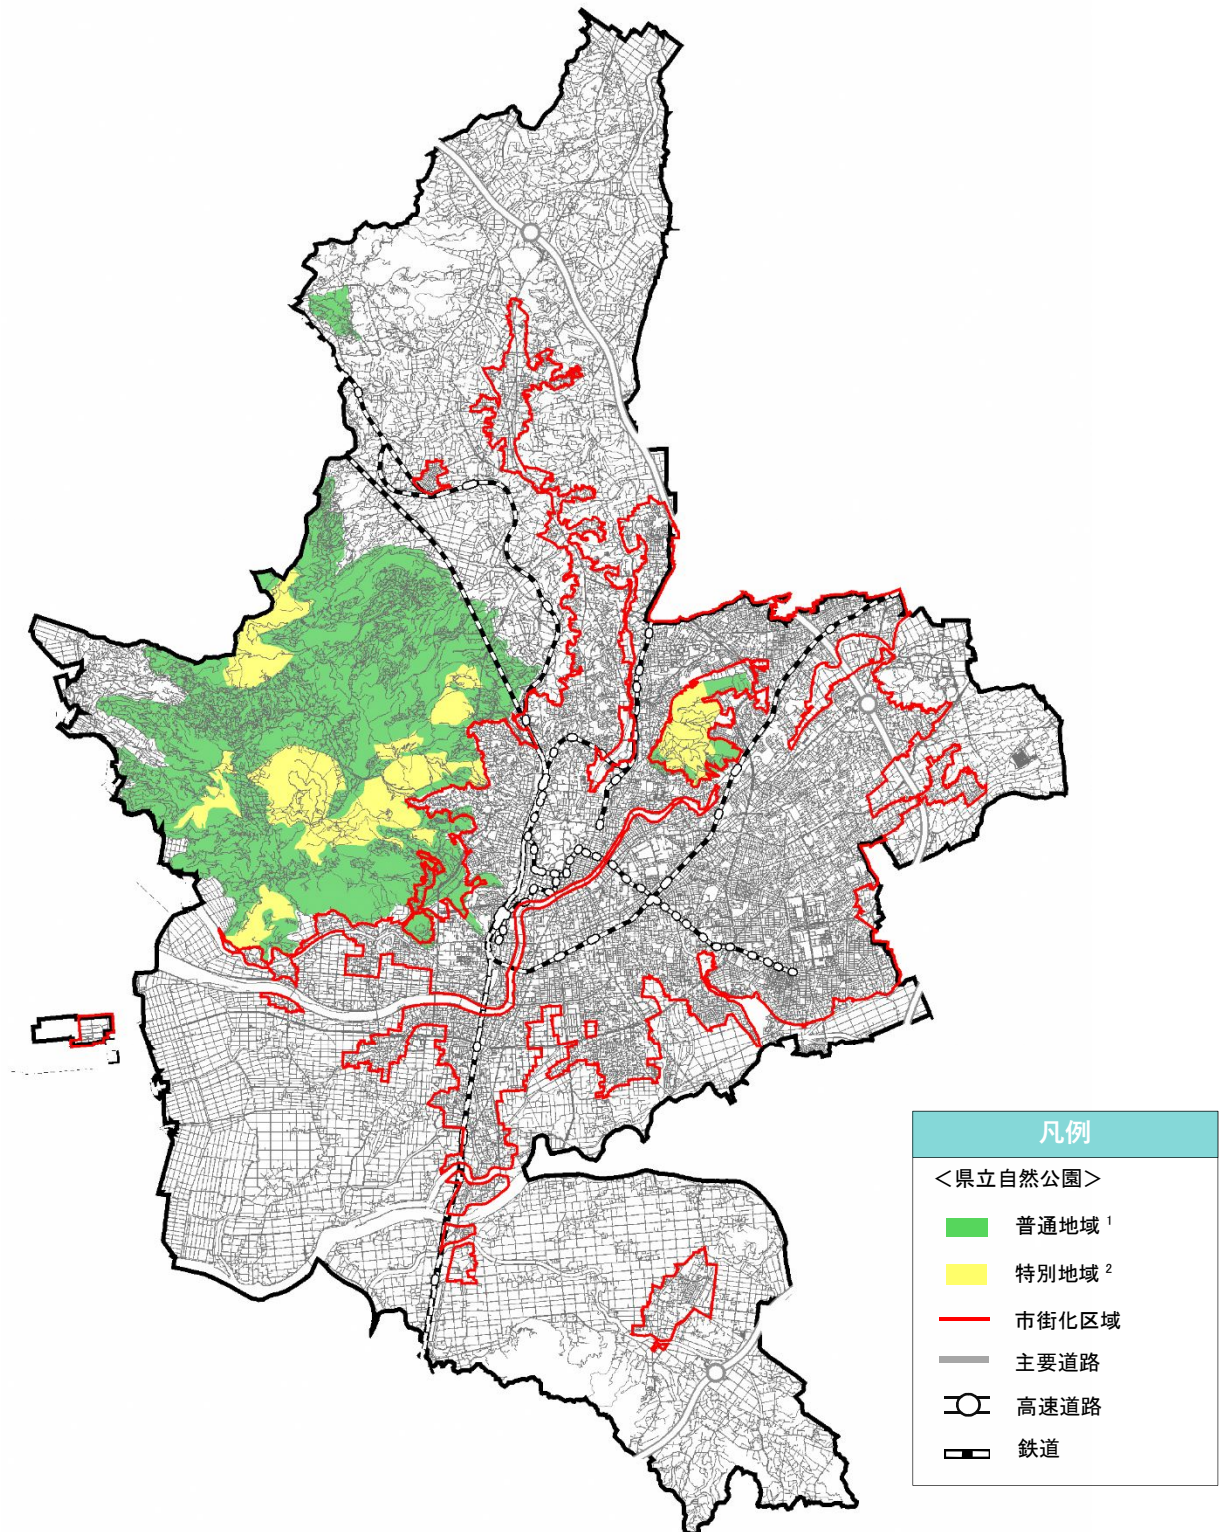 凡例
＜県立自然公園＞
普通地域 ¹
特別地域 ²
市街化区域
主要道路
高速道路
鉄道